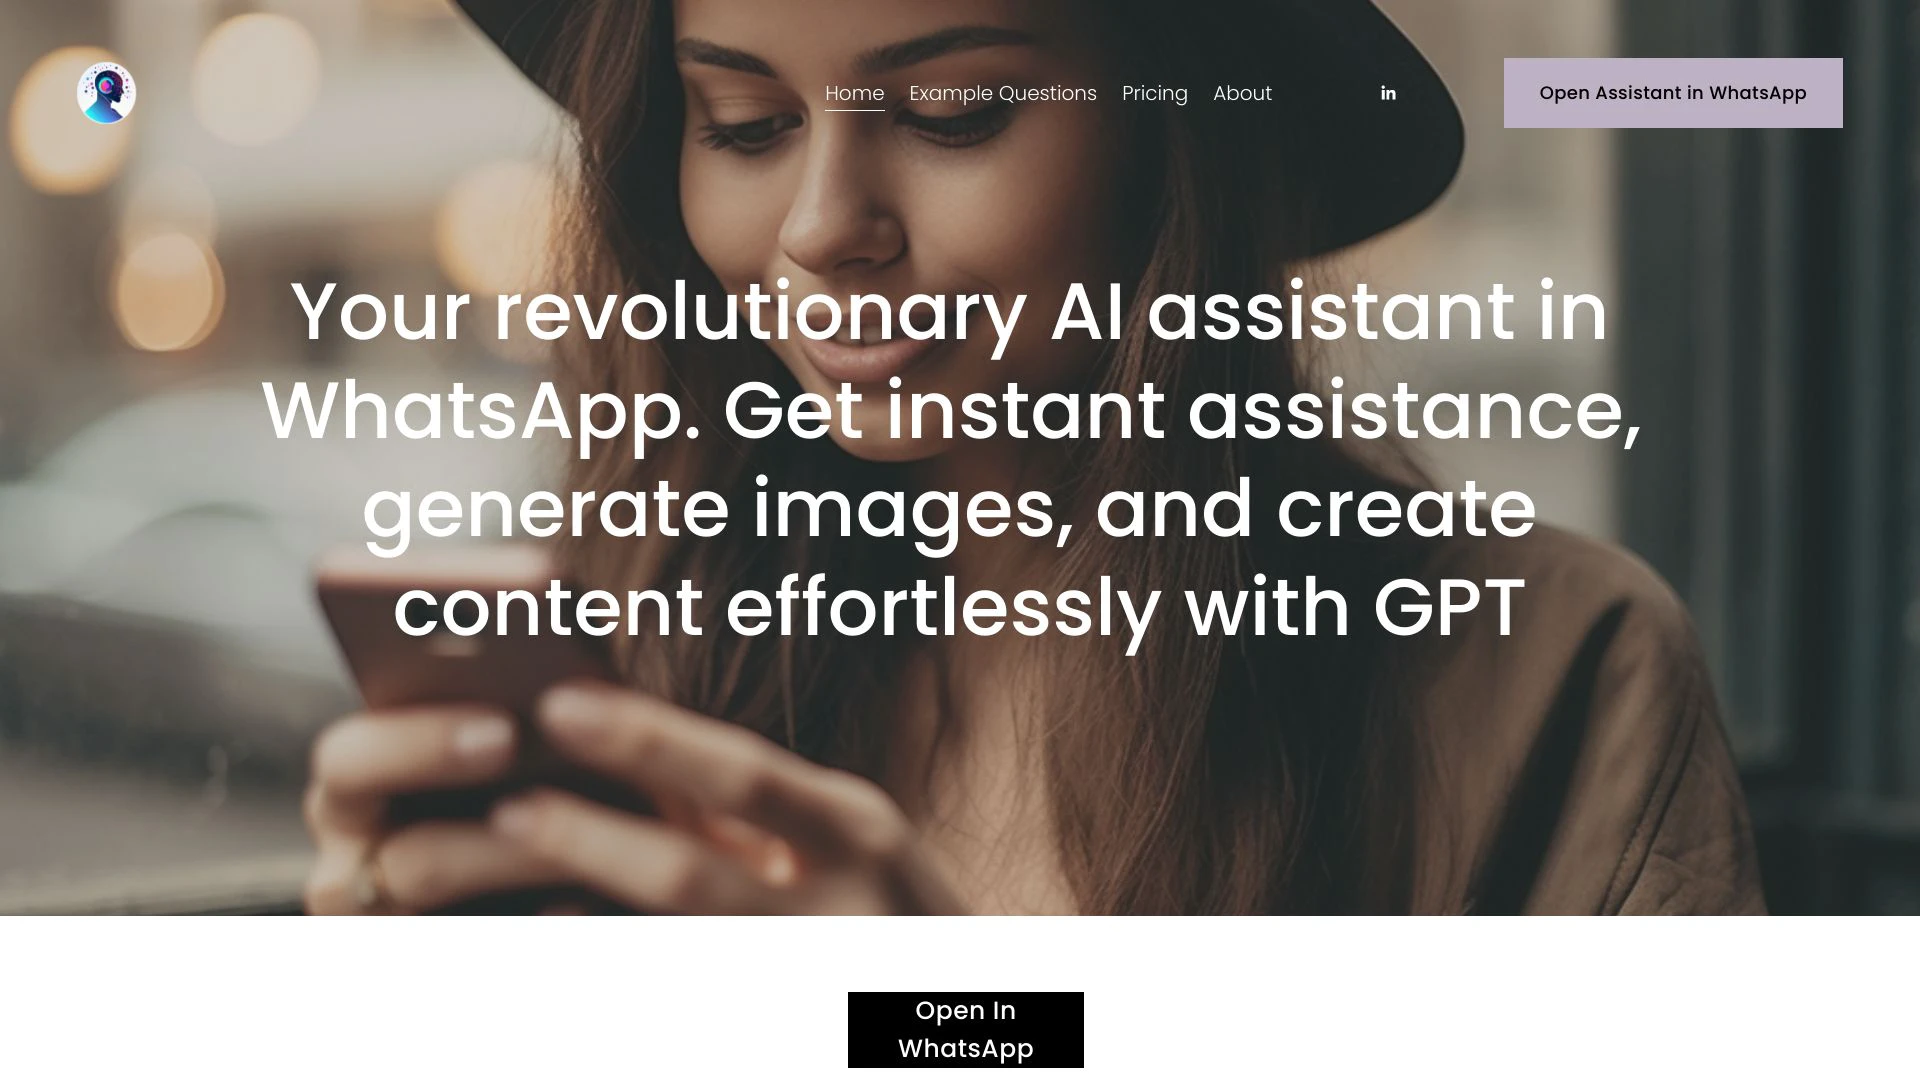 Home Example Questions Pricing About in Open Assistant in WhatsApp
Your revolutionary AI assistant in
WhatsApp. Get instant assistance,
generate images, and create
content effortlessly with GPT
Open In
WhatsApp